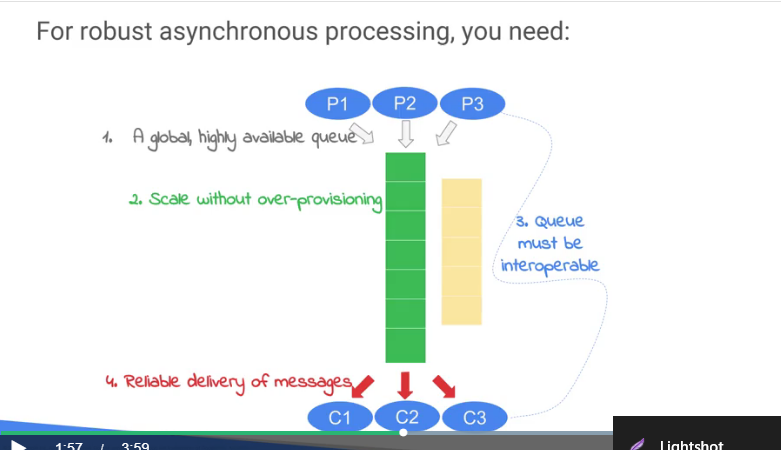 For robust asynchronous processing, you need:
P1 P2 P3
1. A global, highly available queue
2. Scale without over-provisioning
3. Queue
must be
interoperable
4. Reliable delivery of messages
C1 C2 C3
1:57 / 3:59
Lightshot